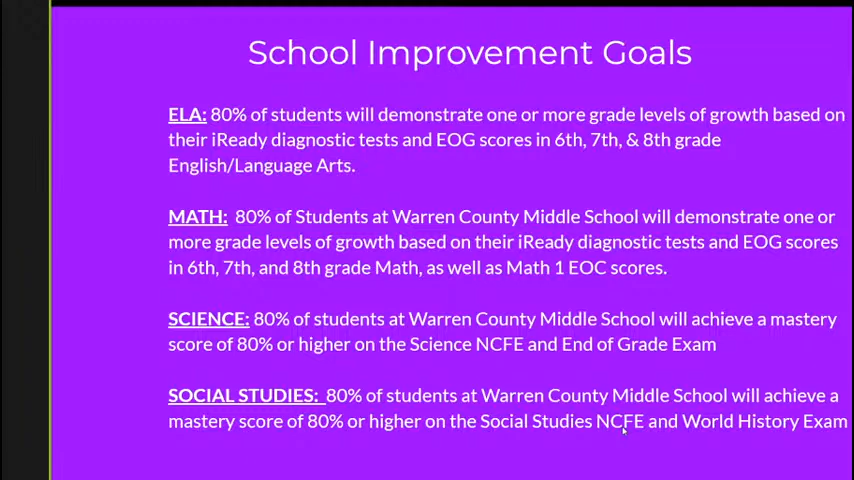 School Improvement Goals
ELA: 80% of students will demonstrate one or more grade levels of growth based on
their iReady diagnostic tests and EOG scores in 6th, 7th, & 8th grade
English/Language Arts.
MATH: 80% of Students at Warren County Middle School will demonstrate one or
more grade levels of growth based on their iReady diagnostic tests and EOG scores
in 6th, 7th, and 8th grade Math, as well as Math 1 EOC scores.
SCIENCE: 80% of students at Warren County Middle School will achieve a mastery
score of 80% or higher on the Science NCFE and End of Grade Exam
SOCIAL STUDIES: 80% of students at Warren County Middle School will achieve a
mastery score of 80% or higher on the Social Studies NCFE and World History Exam